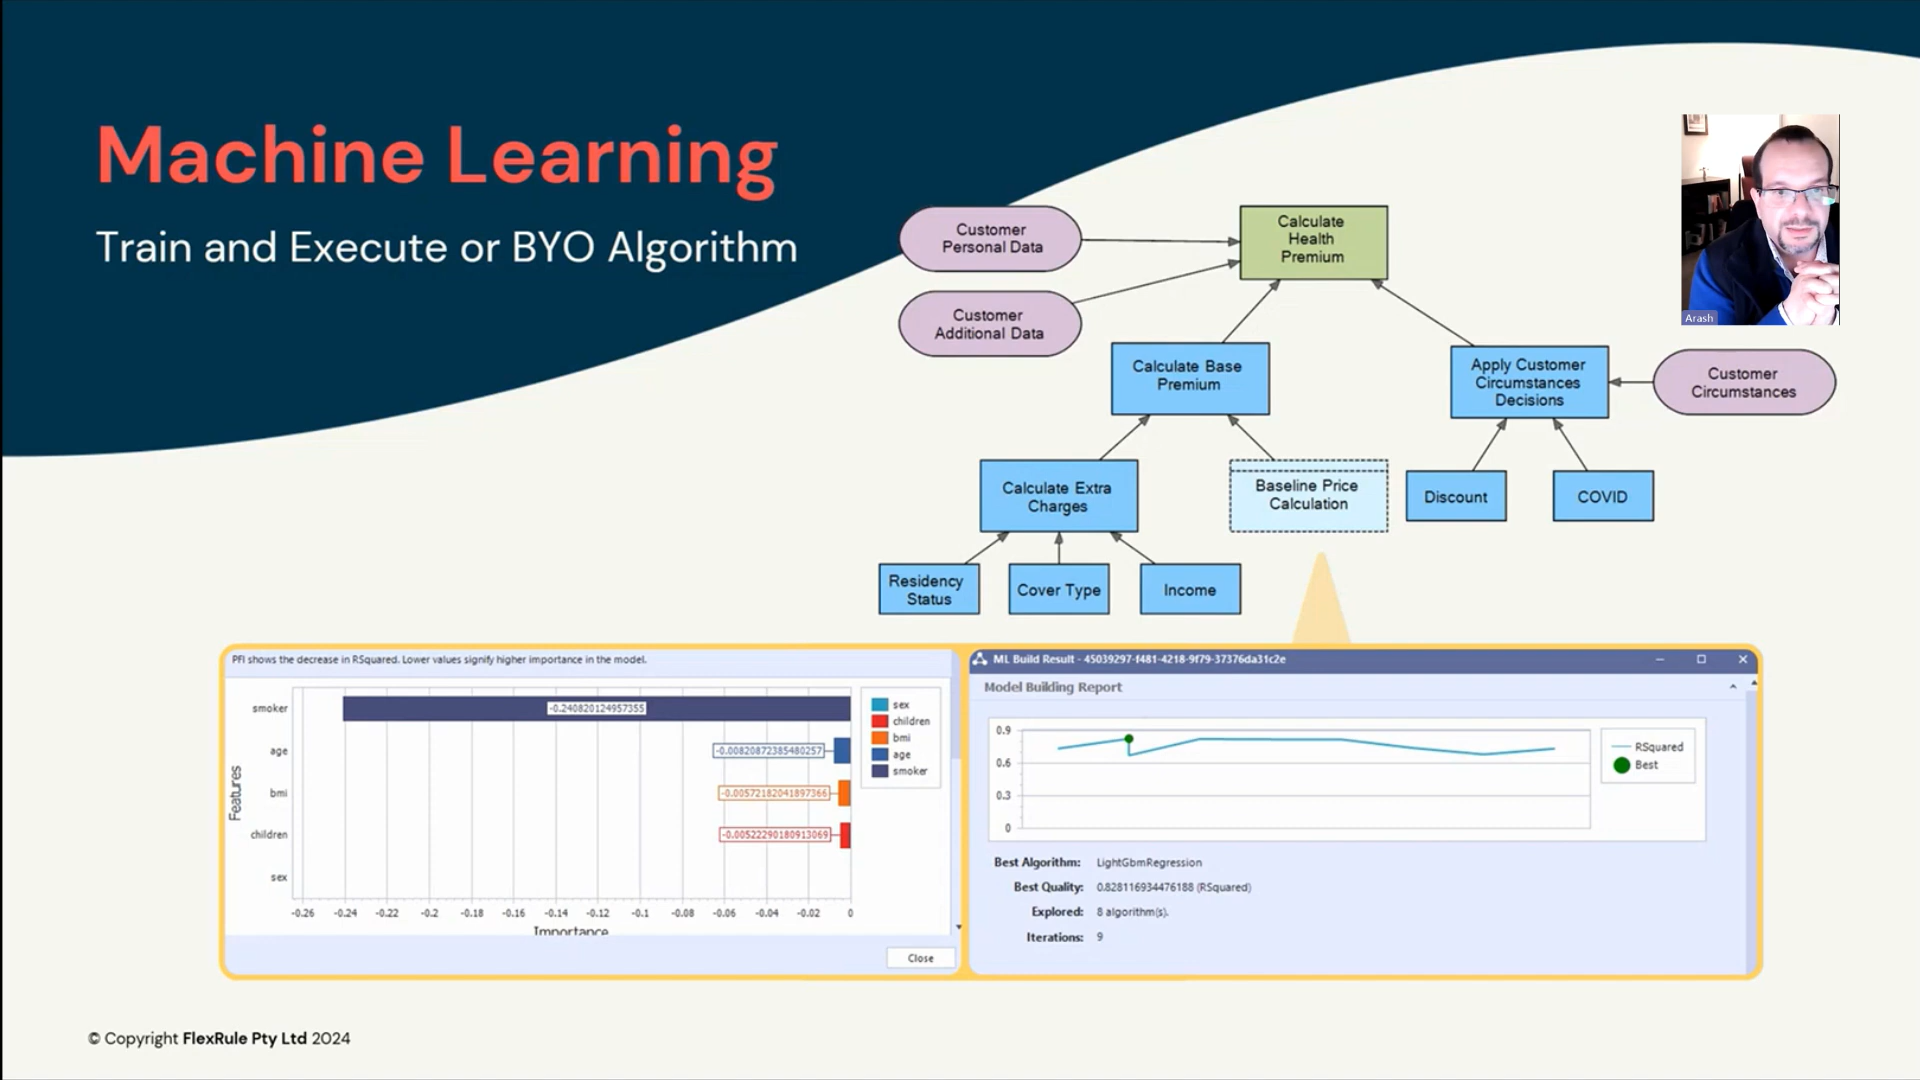 Machine Learning
Train and Execute or BYO Algorithm
Arash
Customer
Personal Data
Customer
Additional Data
Calculate
Health
Premium
Calculate Base
Premium
Apply Customer
Circumstances
Decisions
Customer
Circumstances
Calculate Extra
Charges
Baseline Price
Calculation
Discount
COVID
Residency
Status
Cover Type
Income
PFI shows the decrease in RSquared. Lower values signify higher importance in the model.
Features
smoker
age
bmi
children
sex
-0.240820124957355
-0.00820872385480257
-0.00572182041897366
-0.00522290180913069
sex
children
bmi
age
smoker
-0.26 -0.24 -0.22 -0.2 -0.18 -0.16 -0.14 -0.12 -0.1 -0.08 -0.06 -0.04 -0.02 0
Importance
Close
ML Build Result - 45039297-f481-4218-9f79-37376da31c2e
Model Building Report
0.9
0.6
0.3
0
RSquared
Best
Best Algorithm: LightGbmRegression
Best Quality: 0.828116934476188 (RSquared)
Explored: 8 algorithm(s).
Iterations: 9
© Copyright FlexRule Pty Ltd 2024